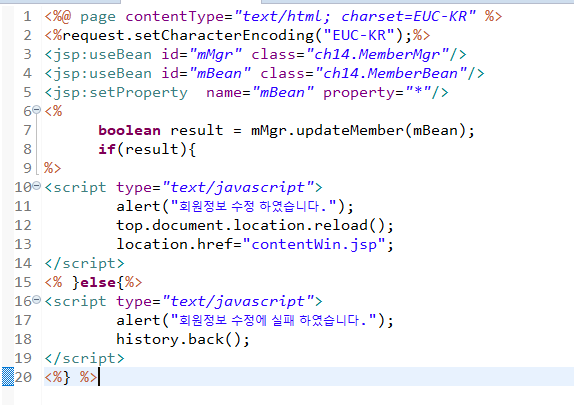 1 <%@ page contentType="text/html; charset=EUC-KR" %>
2 <%request.setCharacterEncoding("EUC-KR");%>
3 <jsp:useBean id="mMgr" class="ch14.MemberMgr"/>
4 <jsp:useBean id="mBean" class="ch14.MemberBean"/>
5 <jsp:setProperty  name="mBean" property="*"/>
6 <%
7       boolean result = mMgr.updateMember(mBean);
8       if(result){
9 %>
10 <script type="text/javascript">
11         alert("회원정보 수정 하였습니다.");
12         top.document.location.reload();
13         location.href="contentWin.jsp";
14 </script>
15 <% }else{%>
16 <script type="text/javascript">
17         alert("회원정보 수정에 실패 하였습니다.");
18         history.back();
19 </script>
20 <%} %>